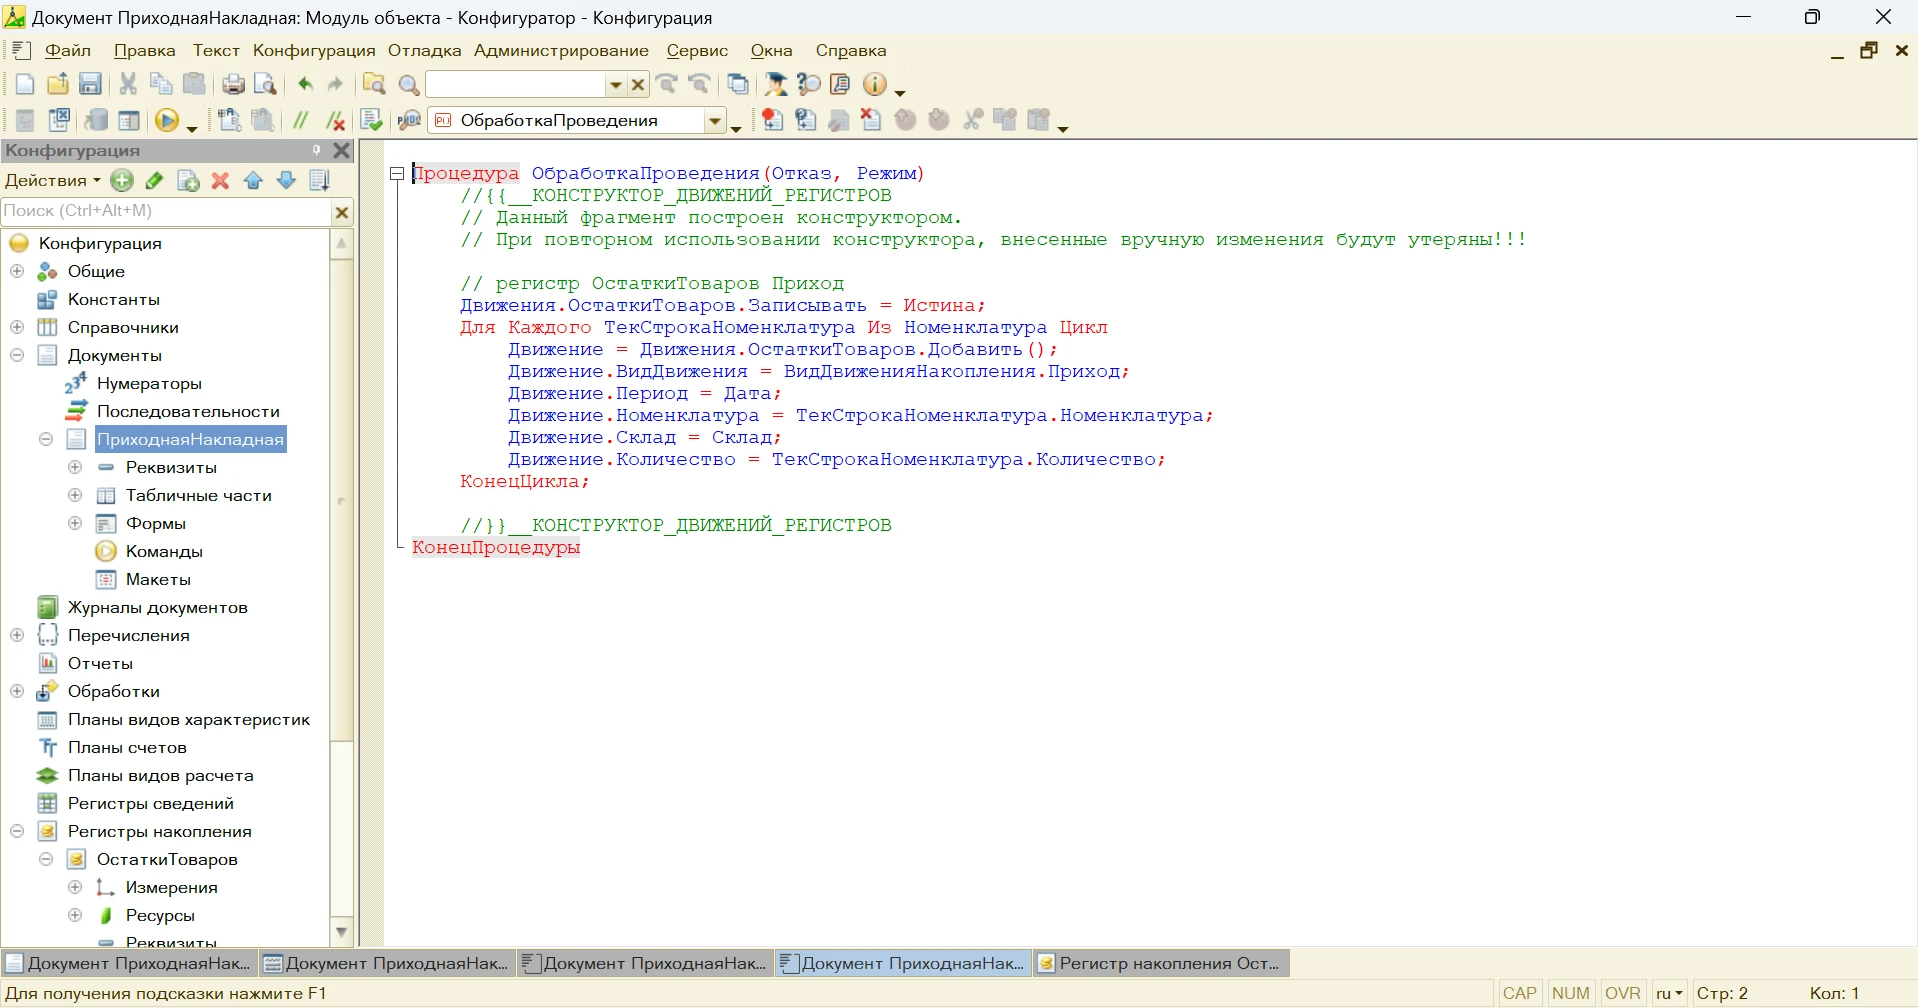 Документ ПриходнаяНакладная: Модуль объекта - Конфигуратор - Конфигурация
Файл Правка Текст Конфигурация Отладка Администрирование Сервис Окна Справка
ОбработкаПроведения
Конфигурация
Действия
Поиск (Ctrl+Alt+M)
Конфигурация
Общие
Константы
Справочники
Документы
Нумераторы
Последовательности
ПриходнаяНакладная
Реквизиты
Табличные части
Формы
Команды
Макеты
Журналы документов
Перечисления
Отчеты
Обработки
Планы видов характеристик
Планы счетов
Планы видов расчета
Регистры сведений
Регистры накопления
ОстаткиТоваров
Измерения
Ресурсы
Реквизиты
Процедура ОбработкаПроведения(Отказ, Режим)
//{{__КОНСТРУКТОР_ДВИЖЕНИЙ_РЕГИСТРОВ
// Данный фрагмент построен конструктором.
// При повторном использовании конструктора, внесенные вручную изменения будут утеряны!!!
// регистр ОстаткиТоваров Приход
Движения.ОстаткиТоваров.Записывать = Истина;
Для Каждого ТекСтрокаНоменклатура Из Номенклатура Цикл
Движение = Движения.ОстаткиТоваров.Добавить();
Движение.ВидДвижения = ВидДвиженияНакопления.Приход;
Движение.Период = Дата;
Движение.Номенклатура = ТекСтрокаНоменклатура.Номенклатура;
Движение.Склад = Склад;
Движение.Количество = ТекСтрокаНоменклатура.Количество;
КонецЦикла;
//}}__КОНСТРУКТОР_ДВИЖЕНИЙ_РЕГИСТРОВ
КонецПроцедуры
Документ ПриходнаяНак... Документ ПриходнаяНак... Документ ПриходнаяНак... Документ ПриходнаяНак... Регистр накопления Ост...
Для получения подсказки нажмите F1 CAP NUM OVR ru Стр: 2 Кол: 1